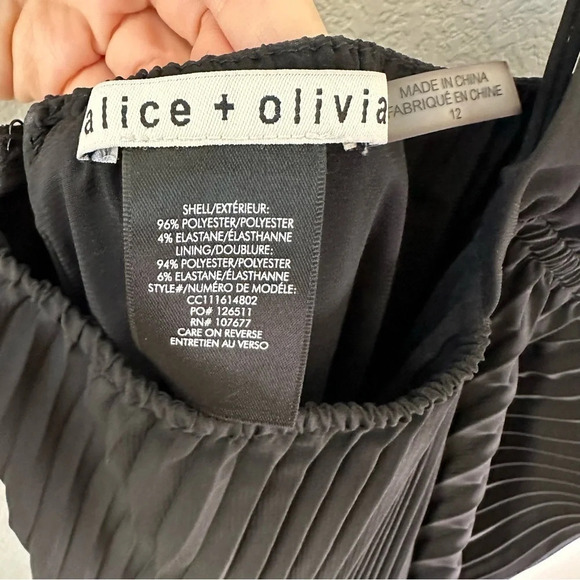 alice + olivia
MADE IN CHINA
FABRIQUÉ EN CHINE
12
SHELL/EXTÉRIEUR:
96% POLYESTER/POLYESTER
4% ELASTANE/ÉLASTHANNE
LINING/DOUBLURE:
94% POLYESTER/POLYESTER
6% ELASTANE/ÉLASTHANNE
STYLE#/NUMÉRO DE MODÉLE:
CC111614802
PO# 126511
RN# 107677
CARE ON REVERSE
ENTRETIEN AU VERSO